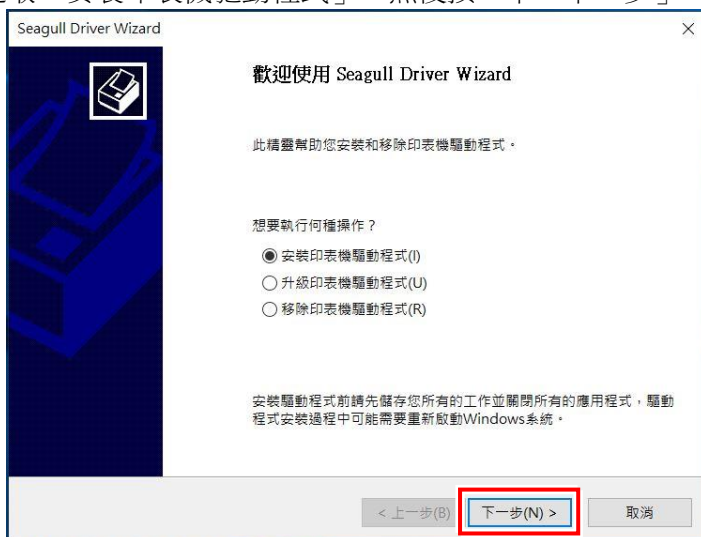 Seagull Driver Wizard
歡迎使用 Seagull Driver Wizard
此精靈幫助您安裝和移除印表機驅動程式。
想要執行何種操作？
安裝印表機驅動程式(I)
升級印表機驅動程式(U)
移除印表機驅動程式(R)
安裝驅動程式前請先儲存您所有的工作並關閉所有的應用程式，驅動
程式安裝過程中可能需要重新啟動Windows系統。
< 上一步(B) 下一步(N) > 取消